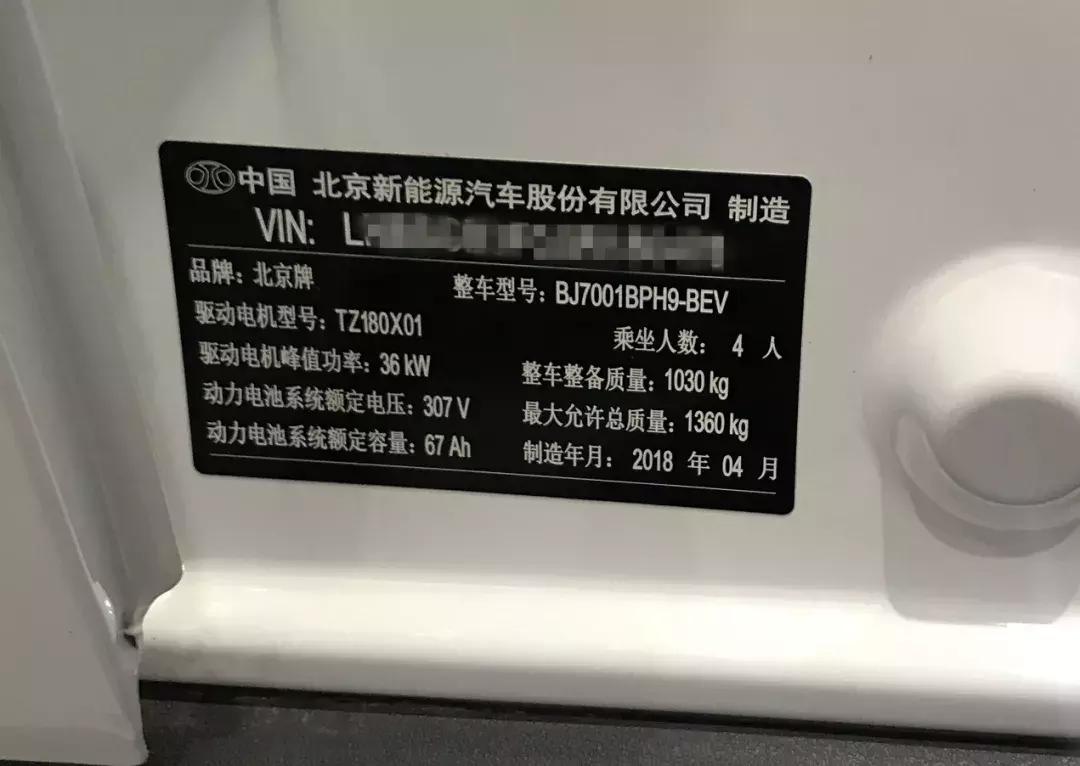 中国 北京新能源汽车股份有限公司 制造
VIN: L
品牌：北京牌
整车型号：BJ7001BPH9-BEV
驱动电机型号：TZ180X01
乘坐人数： 4 人
驱动电机峰值功率：36 kW
整车整备质量：1030 kg
动力电池系统额定电压：307 V
最大允许总质量：1360 kg
动力电池系统额定容量：67 Ah
制造年月： 2018 年 04 月